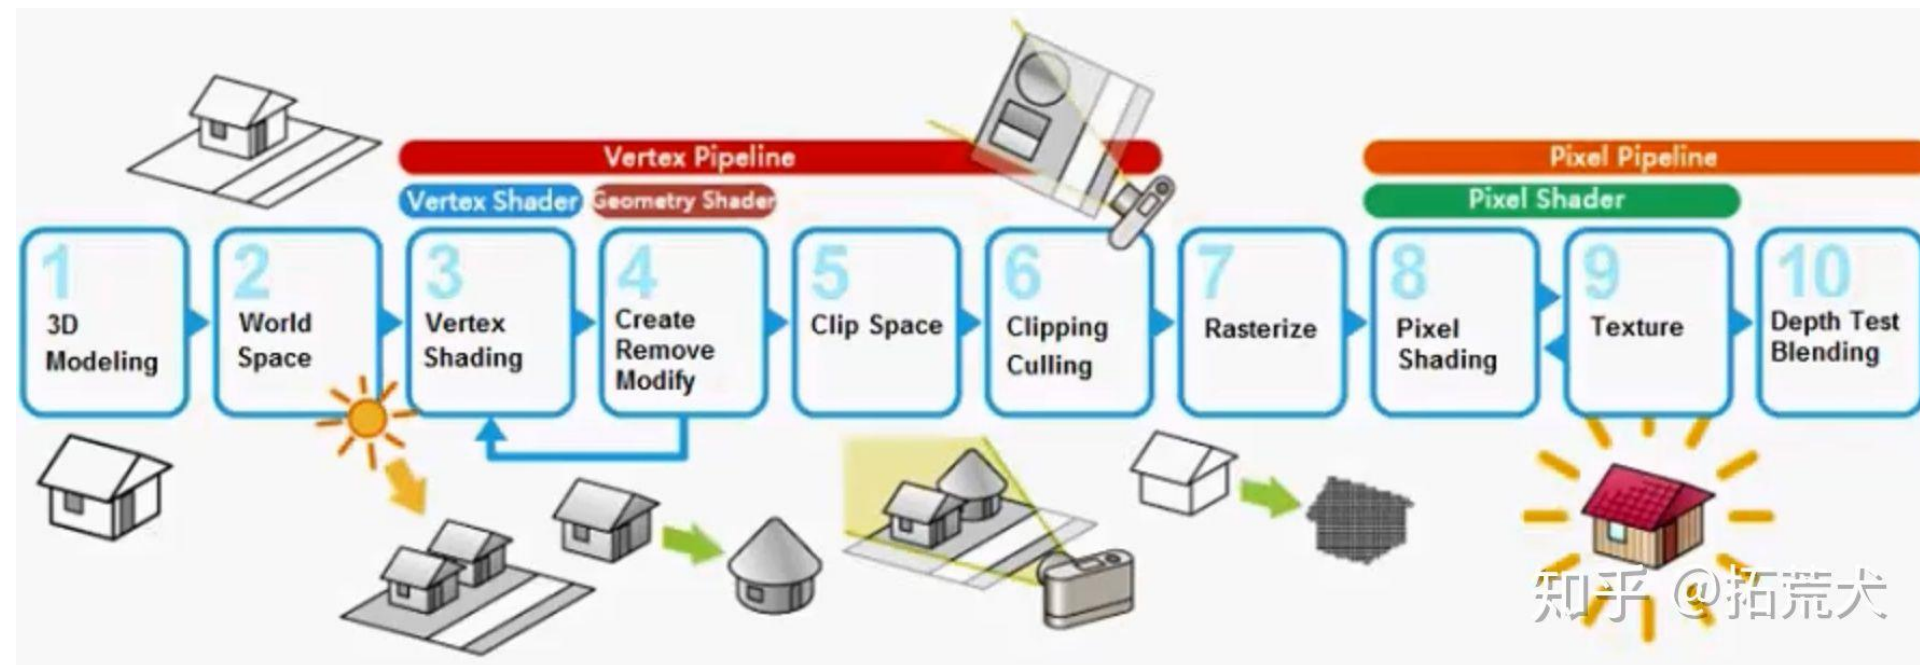 Vertex Pipeline
Pixel Pipeline
Vertex Shader
Geometry Shader
Pixel Shader
1
3D
Modeling
2
World
Space
3
Vertex
Shading
4
Create
Remove
Modify
5
Clip Space
6
Clipping
Culling
7
Rasterize
8
Pixel
Shading
9
Texture
10
Depth Test
Blending
知乎 @拓荒犬